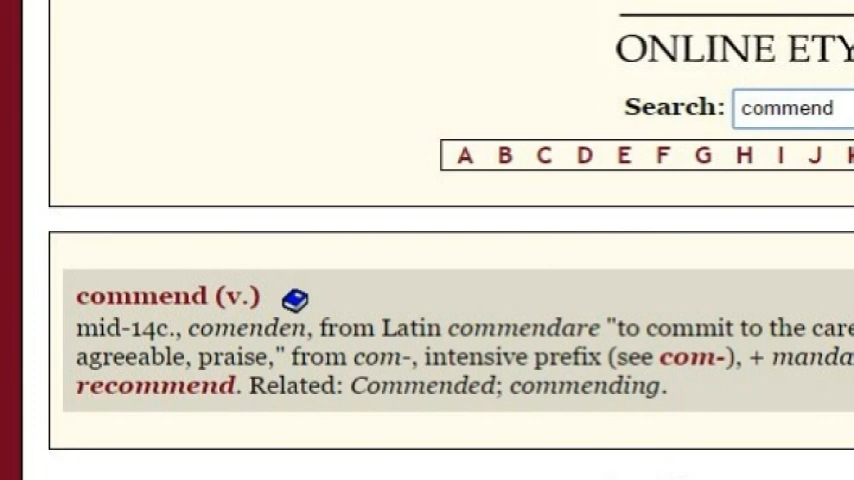 ONLINE ETY
Search: commend
A B C D E F G H I J K
commend (v.)
mid-14c., comenden, from Latin commendare "to commit to the care
agreeable, praise," from com-, intensive prefix (see com-), + manda
recommend. Related: Commended; commending.